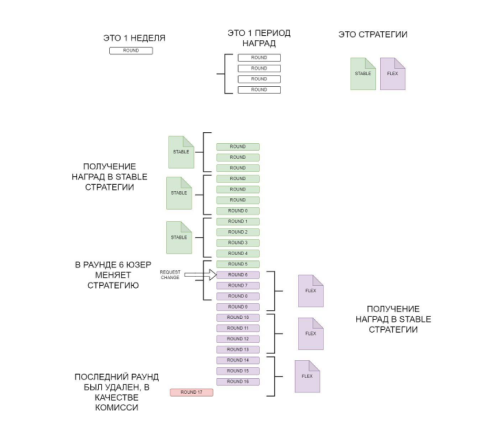 ЭТО 1 НЕДЕЛЯ
ROUND
ЭТО 1 ПЕРИОД
НАГРАД
ROUND
ROUND
ROUND
ROUND
ЭТО СТРАТЕГИИ
STABLE
FLEX
ПОЛУЧЕНИЕ
НАГРАД В STABLE
СТРАТЕГИИ
STABLE
STABLE
STABLE
ROUND
ROUND
ROUND
ROUND
ROUND
ROUND
ROUND 0
ROUND 1
ROUND 2
ROUND 3
ROUND 4
ROUND 5
В РАУНДЕ 6 ЮЗЕР
МЕНЯЕТ
СТРАТЕГИЮ
REQUEST
CHANGE
ROUND 6
ROUND 7
ROUND 8
ROUND 9
ROUND 10
ROUND 11
ROUND 12
ROUND 13
ROUND 14
ROUND 15
ROUND 16
FLEX
FLEX
FLEX
ПОЛУЧЕНИЕ
НАГРАД В STABLE
СТРАТЕГИИ
ПОСЛЕДНИЙ РАУНД
БЫЛ УДАЛЕН, В
КАЧЕСТВЕ
КОМИССИ
ROUND 17